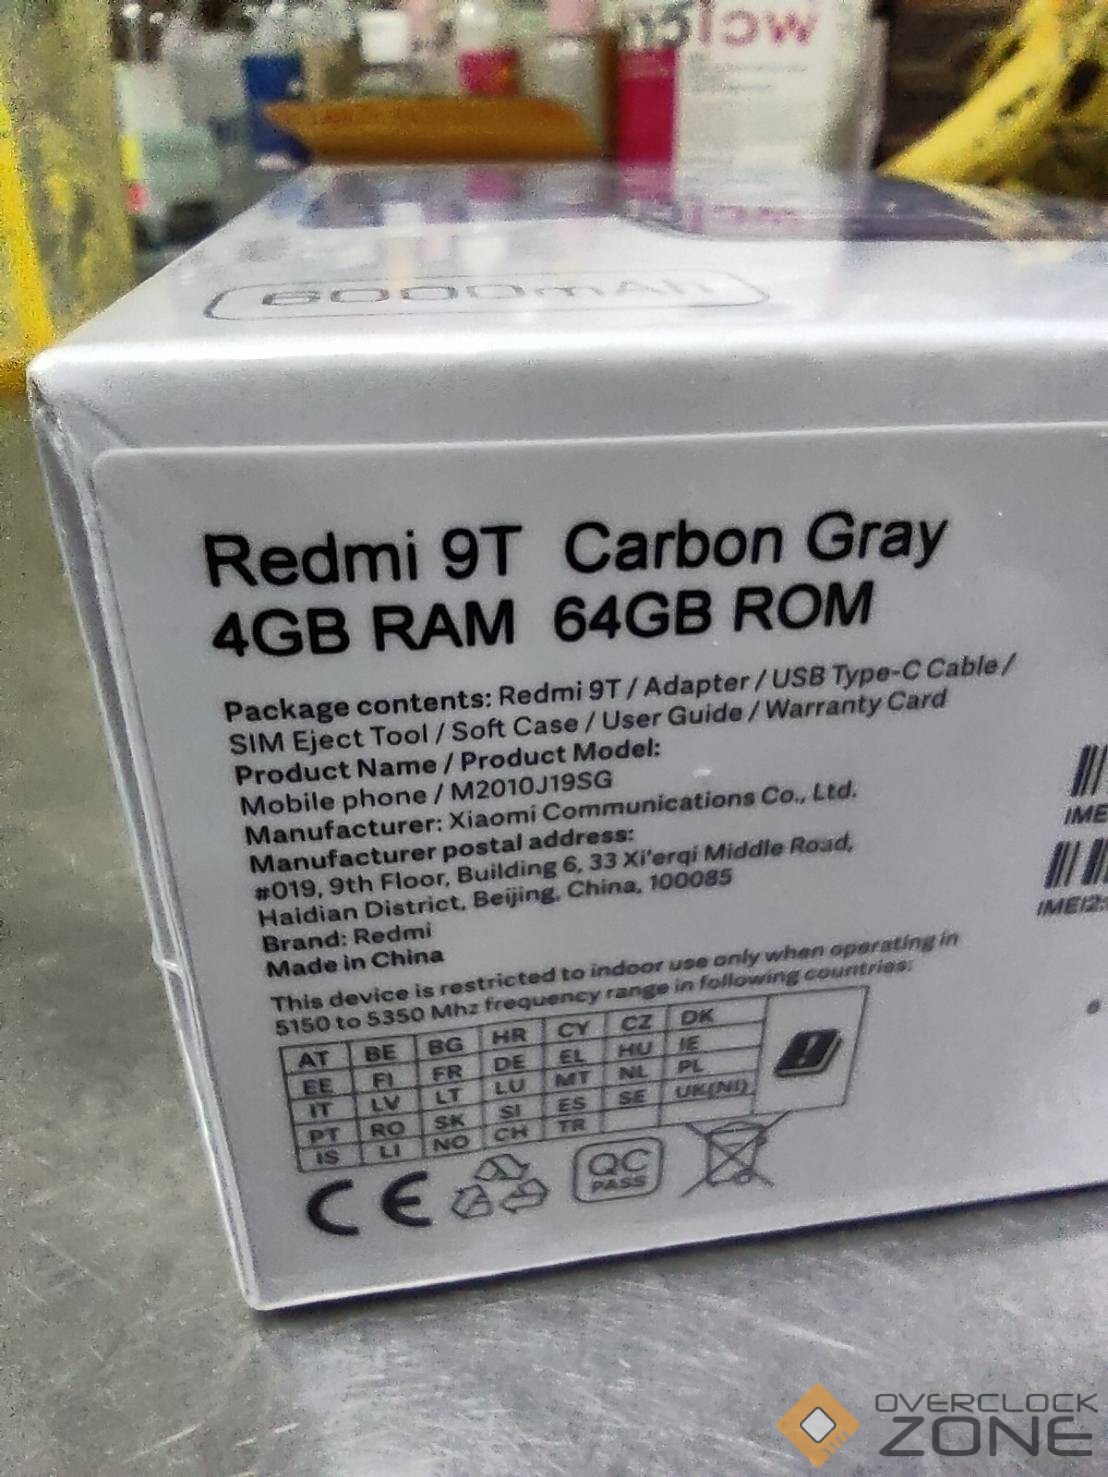 wclen
6000mAh
Redmi 9T Carbon Gray
4GB RAM 64GB ROM
Package contents: Redmi 9T / Adapter / USB Type-C Cable /
SIM Eject Tool / Soft Case / User Guide / Warranty Card
Product Name / Product Model:
Mobile phone / M2010J19SG
Manufacturer: Xiaomi Communications Co., Ltd.
Manufacturer postal address:
#019, 9th Floor, Building 6, 33 Xi'erqi Middle Road,
Haidian District, Beijing, China, 100085
Brand: Redmi
Made in China
IME
IMEI2:
6
This device is restricted to indoor use only when operating in
5150 to 5350 Mhz frequency range in following countries:
AT BE BG HR CY CZ DK
EE FI FR DE EL HU IE
IT LV LT LU MT NL PL
PT RO SK SI ES SE UK(NI)
IS LI NO CH TR
CE
QC
PASS
OVERCLOCK
ZONE